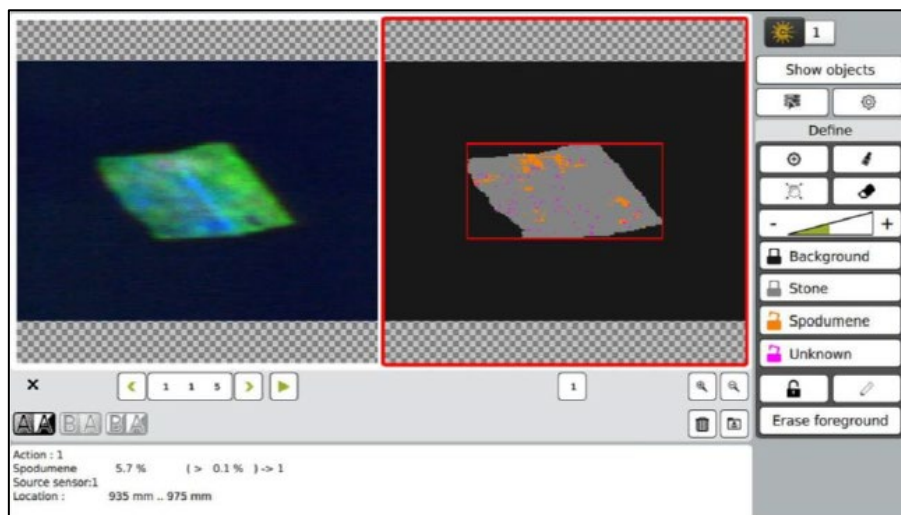 1
Show objects
Define
- +
Background
Stone
Spodumene
Unknown
Erase foreground
X
1 1 5
1
A A B A B A
Action : 1
Spodumene 5.7 % ( > 0.1 % ) -> 1
Source sensor:1
Location : 935 mm .. 975 mm